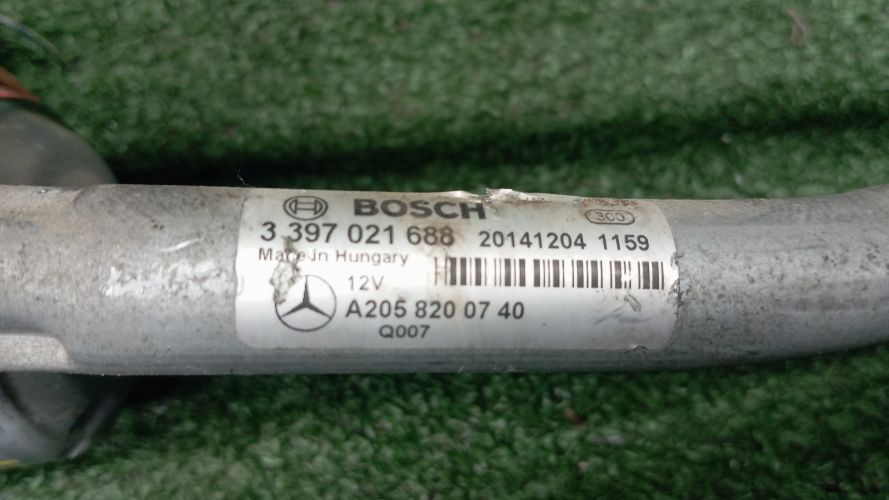 BOSCH
3 397 021 688 20141204 1159
Made In Hungary
12V
A205 820 07 40
Q007